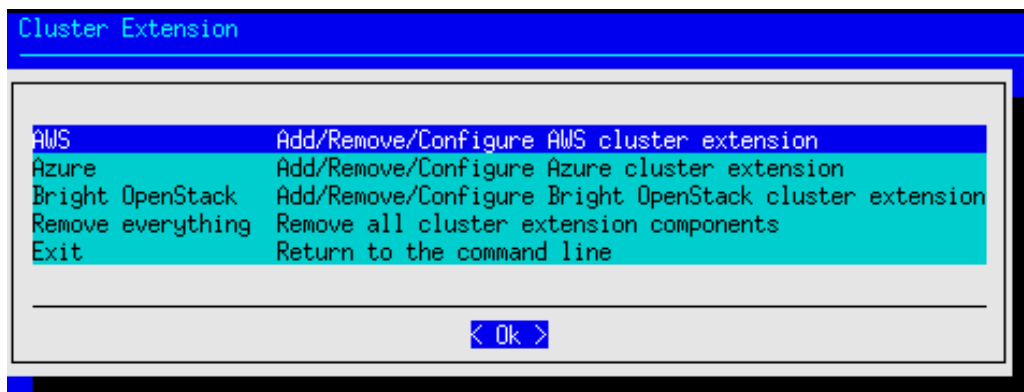 Cluster Extension
AWS Add/Remove/Configure AWS cluster extension
Azure Add/Remove/Configure Azure cluster extension
Bright OpenStack Add/Remove/Configure Bright OpenStack cluster extension
Remove everything Remove all cluster extension components
Exit Return to the command line
< Ok >